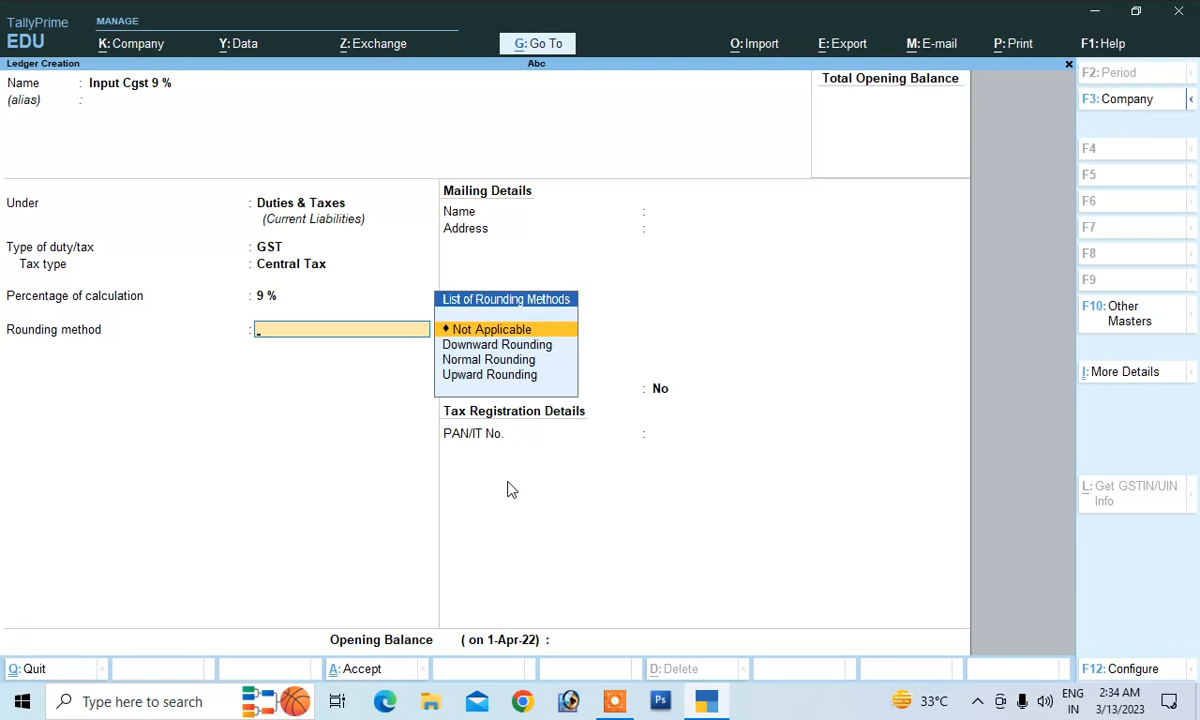 TallyPrime
EDU
MANAGE
K: Company
Y: Data
Z: Exchange
G: Go To
O: Import
E: Export
M: E-mail
P: Print
F1: Help
Ledger Creation
Abc
Name : Input Cgst 9 %
(alias) :
Total Opening Balance
Under : Duties & Taxes
(Current Liabilities)
Type of duty/tax : GST
Tax type : Central Tax
Percentage of calculation : 9 %
Rounding method :
List of Rounding Methods
♦ Not Applicable
Downward Rounding
Normal Rounding
Upward Rounding
Mailing Details
Name :
Address :
: No
Tax Registration Details
PAN/IT No. :
Opening Balance ( on 1-Apr-22) :
F2: Period
F3: Company
F4
F5
F6
F7
F8
F9
F10: Other
Masters
I: More Details
L: Get GSTIN/UIN
Info
Q: Quit
A: Accept
D: Delete
F12: Configure
Type here to search
Ps
33°C
ENG
IN
2:34 AM
3/13/2023